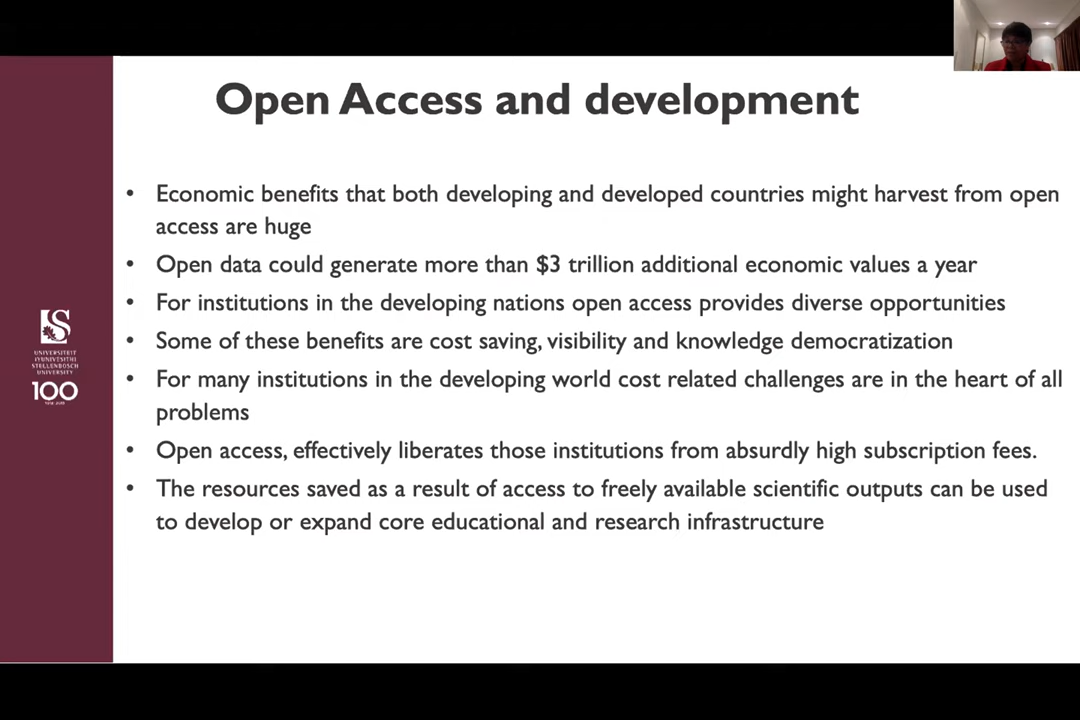 Open Access and development
• Economic benefits that both developing and developed countries might harvest from open
access are huge
• Open data could generate more than $3 trillion additional economic values a year
• For institutions in the developing nations open access provides diverse opportunities
• Some of these benefits are cost saving, visibility and knowledge democratization
• For many institutions in the developing world cost related challenges are in the heart of all
problems
• Open access, effectively liberates those institutions from absurdly high subscription fees.
• The resources saved as a result of access to freely available scientific outputs can be used
to develop or expand core educational and research infrastructure
UNIVERSITEIT
IYUNIVESITHI
STELLENBOSCH
UNIVERSITY
100